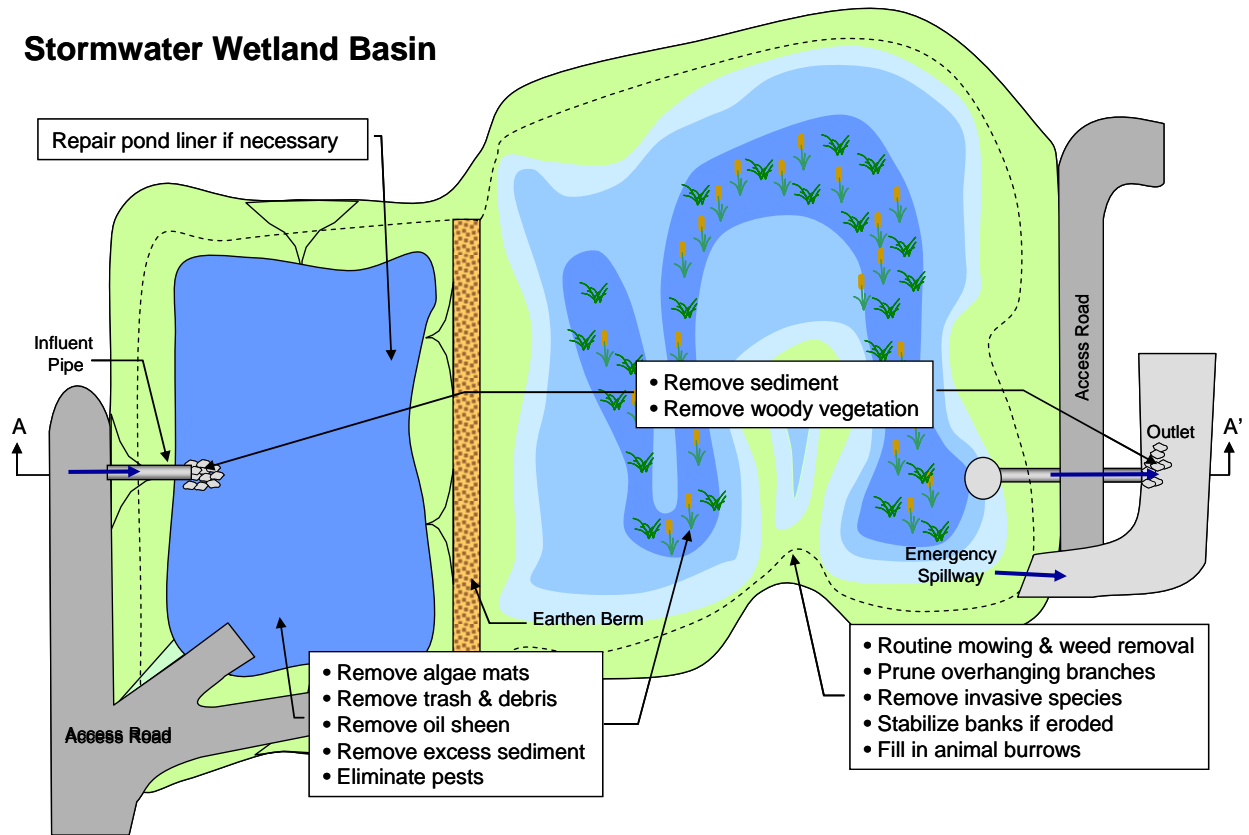 Stormwater Wetland Basin
Repair pond liner if necessary
Influent
Pipe
A
• Remove sediment
• Remove woody vegetation
Access Road
Outlet
A'
Emergency
Spillway
Earthen Berm
• Remove algae mats
• Remove trash & debris
• Remove oil sheen
• Remove excess sediment
• Eliminate pests
• Routine mowing & weed removal
• Prune overhanging branches
• Remove invasive species
• Stabilize banks if eroded
• Fill in animal burrows
Access Road